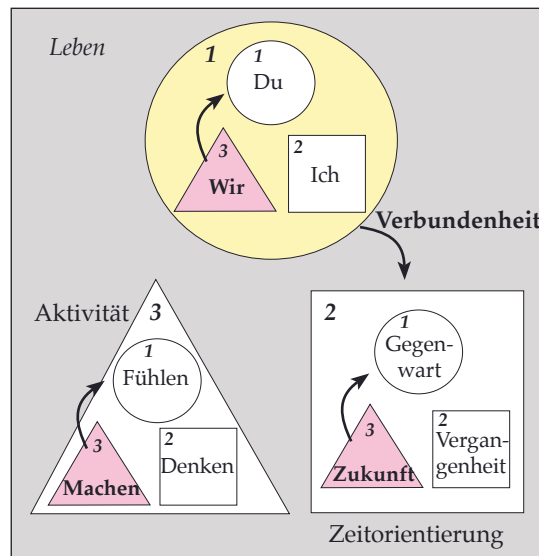 Leben
1
1
Du
3
Wir
2
Ich
Verbundenheit
Aktivität
3
1
Fühlen
3
Machen
2
Denken
2
1
Gegen-
wart
3
Zukunft
2
Vergan-
genheit
Zeitorientierung